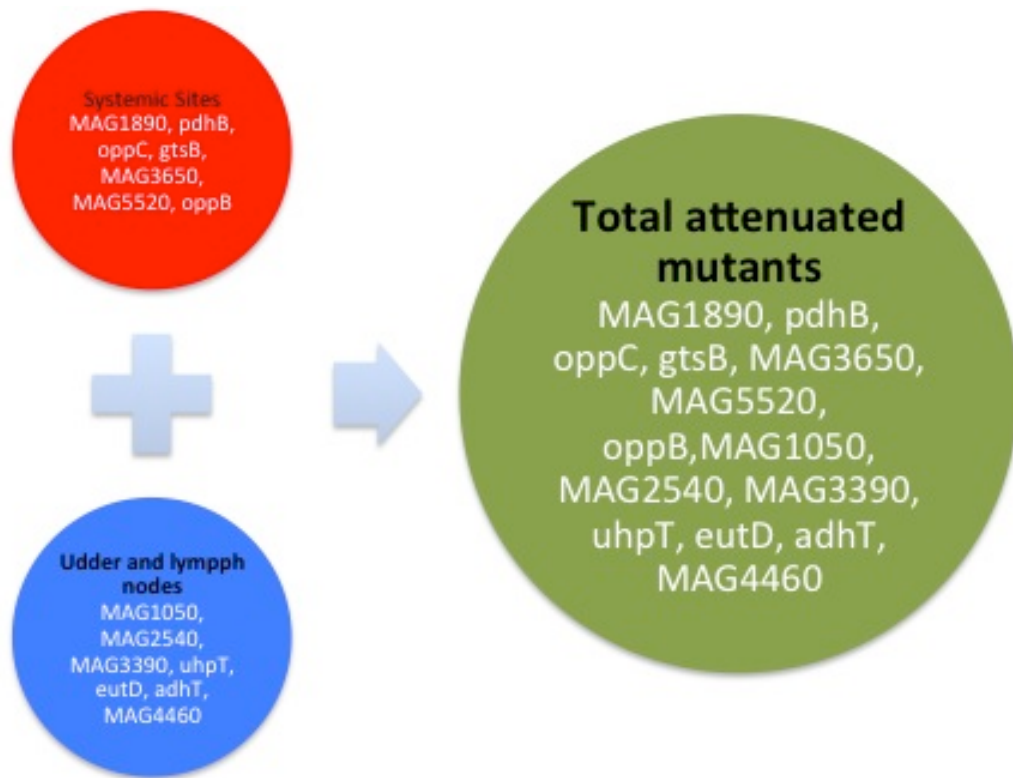 Systemic Sites
MAG1890, pdhB,
oppC, gtsB,
MAG3650,
MAG5520, oppB
Udder and lympph
nodes
MAG1050,
MAG2540,
MAG3390, uhpT,
eutD, adhT,
MAG4460
Total attenuated
mutants
MAG1890, pdhB,
oppC, gtsB, MAG3650,
MAG5520,
oppB,MAG1050,
MAG2540, MAG3390,
uhpT, eutD, adhT,
MAG4460